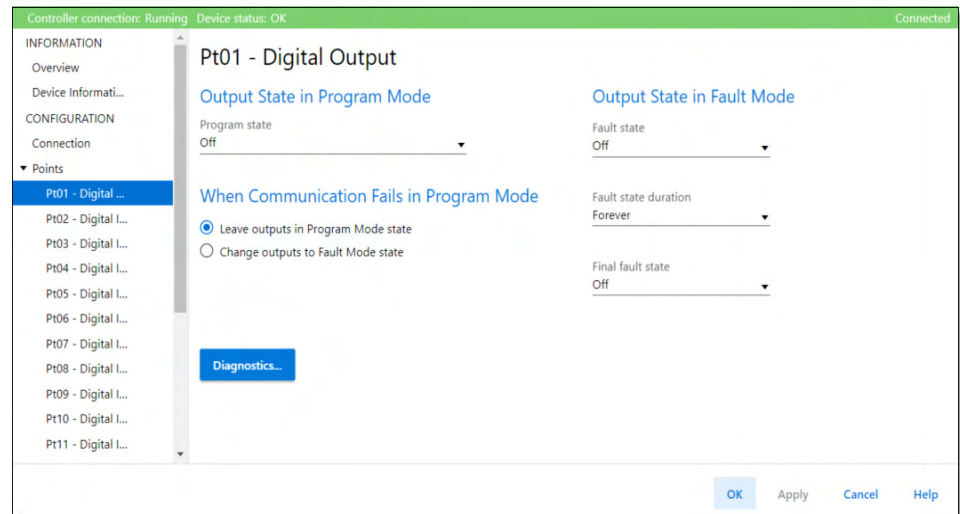 Controller connection: Running Device status: OK Connected
INFORMATION
Overview
Device Informati...
CONFIGURATION
Connection
Points
Pt01 - Digital ...
Pt02 - Digital I...
Pt03 - Digital I...
Pt04 - Digital I...
Pt05 - Digital I...
Pt06 - Digital I...
Pt07 - Digital I...
Pt08 - Digital I...
Pt09 - Digital I...
Pt10 - Digital I...
Pt11 - Digital I...
Pt01 - Digital Output
Output State in Program Mode
Program state
Off
When Communication Fails in Program Mode
Leave outputs in Program Mode state
Change outputs to Fault Mode state
Diagnostics...
Output State in Fault Mode
Fault state
Off
Fault state duration
Forever
Final fault state
Off
OK Apply Cancel Help